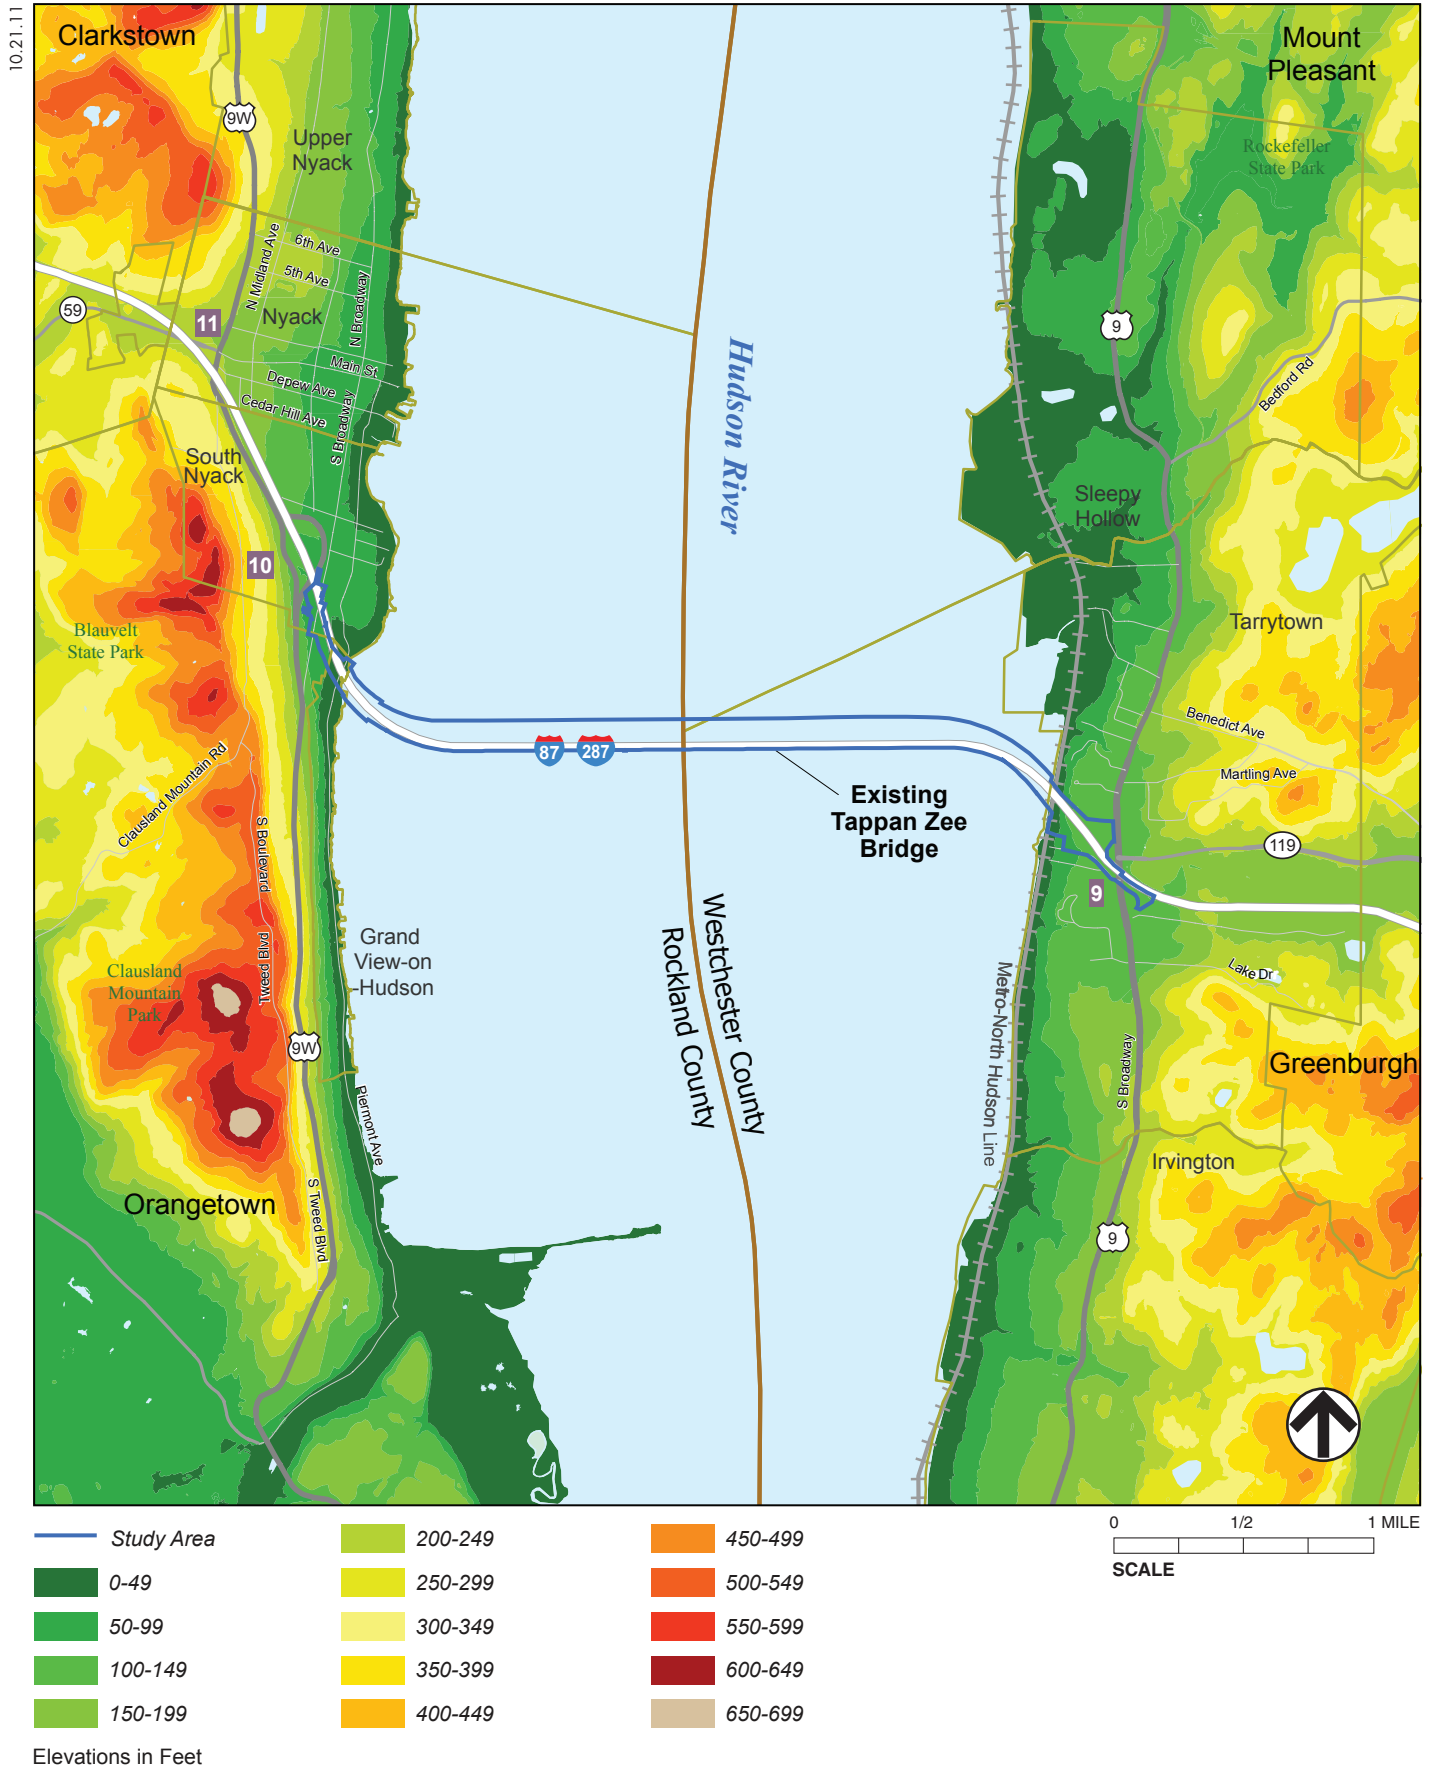 10.21.11
Clarkstown
Mount
Pleasant
9W
Upper
Nyack
Rockefeller
State Park
N Midland Ave
6th Ave
5th Ave
N Broadway
59
11
Nyack
9
Main St
Depew Ave
Cedar Hill Ave
S Broadway
Bedford Rd
Hudson River
South
Nyack
Sleepy
Hollow
10
Blauvelt
State Park
Tarrytown
Benedict Ave
87
287
Martling Ave
Clausland Mountain Rd
Existing
Tappan Zee
Bridge
S Boulevard
119
9
Westchester County
Rockland County
Grand
View-on
-Hudson
Tweed Blvd
Clausland
Mountain
Park
Lake Dr
Metro-North Hudson Line
9W
S Broadway
Greenburgh
Piermont Ave
Irvington
Orangetown
S Tweed Blvd
9
Study Area
0-49
50-99
100-149
150-199
200-249
250-299
300-349
350-399
400-449
450-499
500-549
550-599
600-649
650-699
Elevations in Feet
0 1/2 1 MILE
SCALE